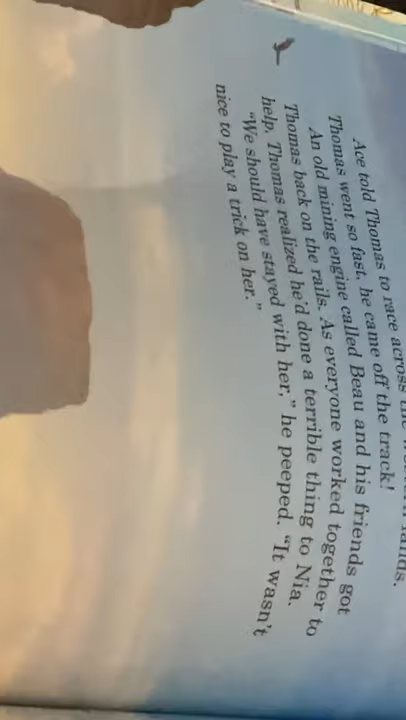 Ace told Thomas to race across the western lands.
Thomas went so fast, he came off the track!
An old mining engine called Beau and his friends got
Thomas back on the rails. As everyone worked together to
help, Thomas realized he'd done a terrible thing to Nia.
"We should have stayed with her," he peeped. "It wasn't
nice to play a trick on her."